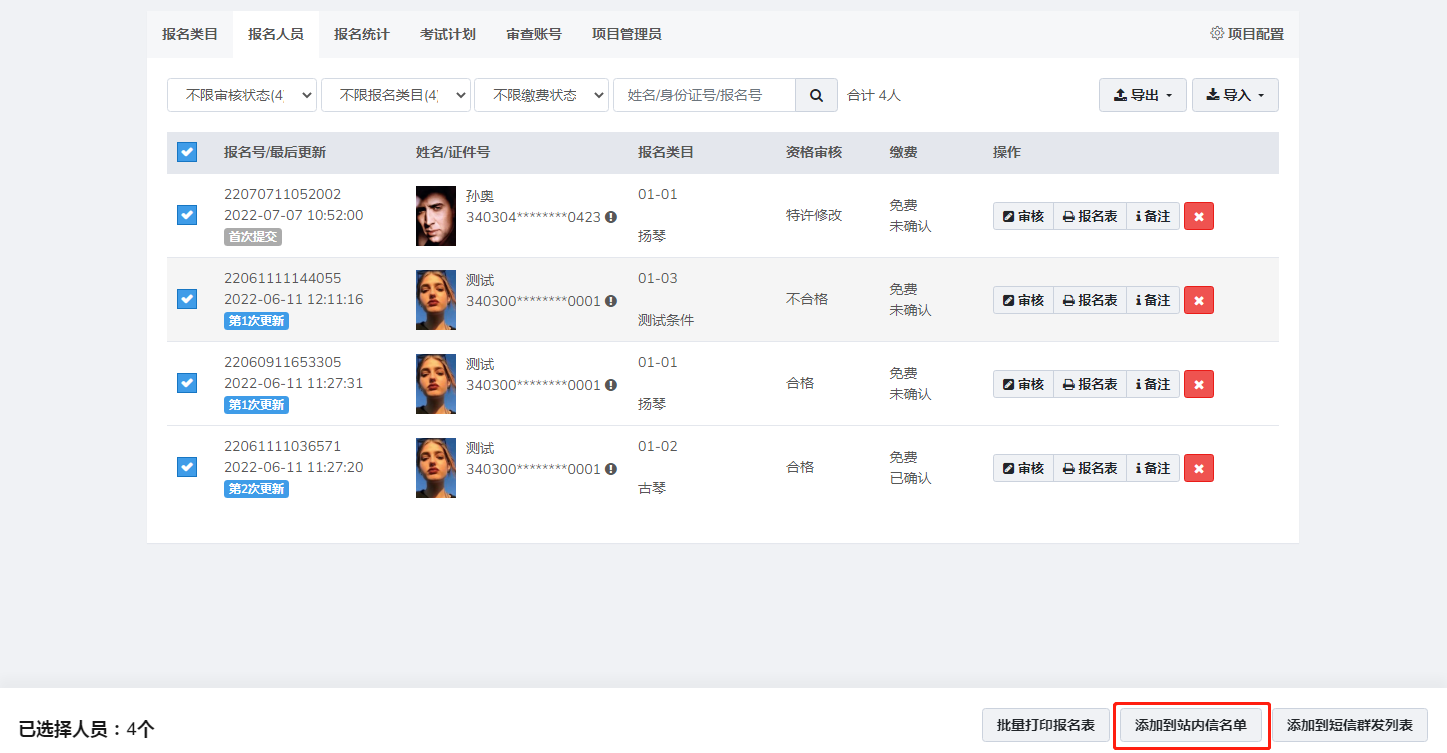 报名类目 报名人员 报名统计 考试计划 审查账号 项目管理员 项目配置
不限审核状态(4 不限报名类目(4) 不限缴费状态 姓名/身份证号/报名号 合计 4人 导出 导入
报名号/最后更新 姓名/证件号 报名类目 资格审核 缴费 操作
22070711052002
2022-07-07 10:52:00
首次提交
孙奥
340304********0423
01-01
扬琴
特许修改
免费
未确认
审核 报名表 备注
22061111144055
2022-06-11 12:11:16
第1次更新
测试
340300********0001
01-03
测试条件
不合格
免费
未确认
审核 报名表 备注
22060911653305
2022-06-11 11:27:31
第1次更新
测试
340300********0001
01-01
扬琴
合格
免费
未确认
审核 报名表 备注
22061111036571
2022-06-11 11:27:20
第2次更新
测试
340300********0001
01-02
古琴
合格
免费
已确认
审核 报名表 备注
已选择人员：4个 批量打印报名表 添加到站内信名单 添加到短信群发列表